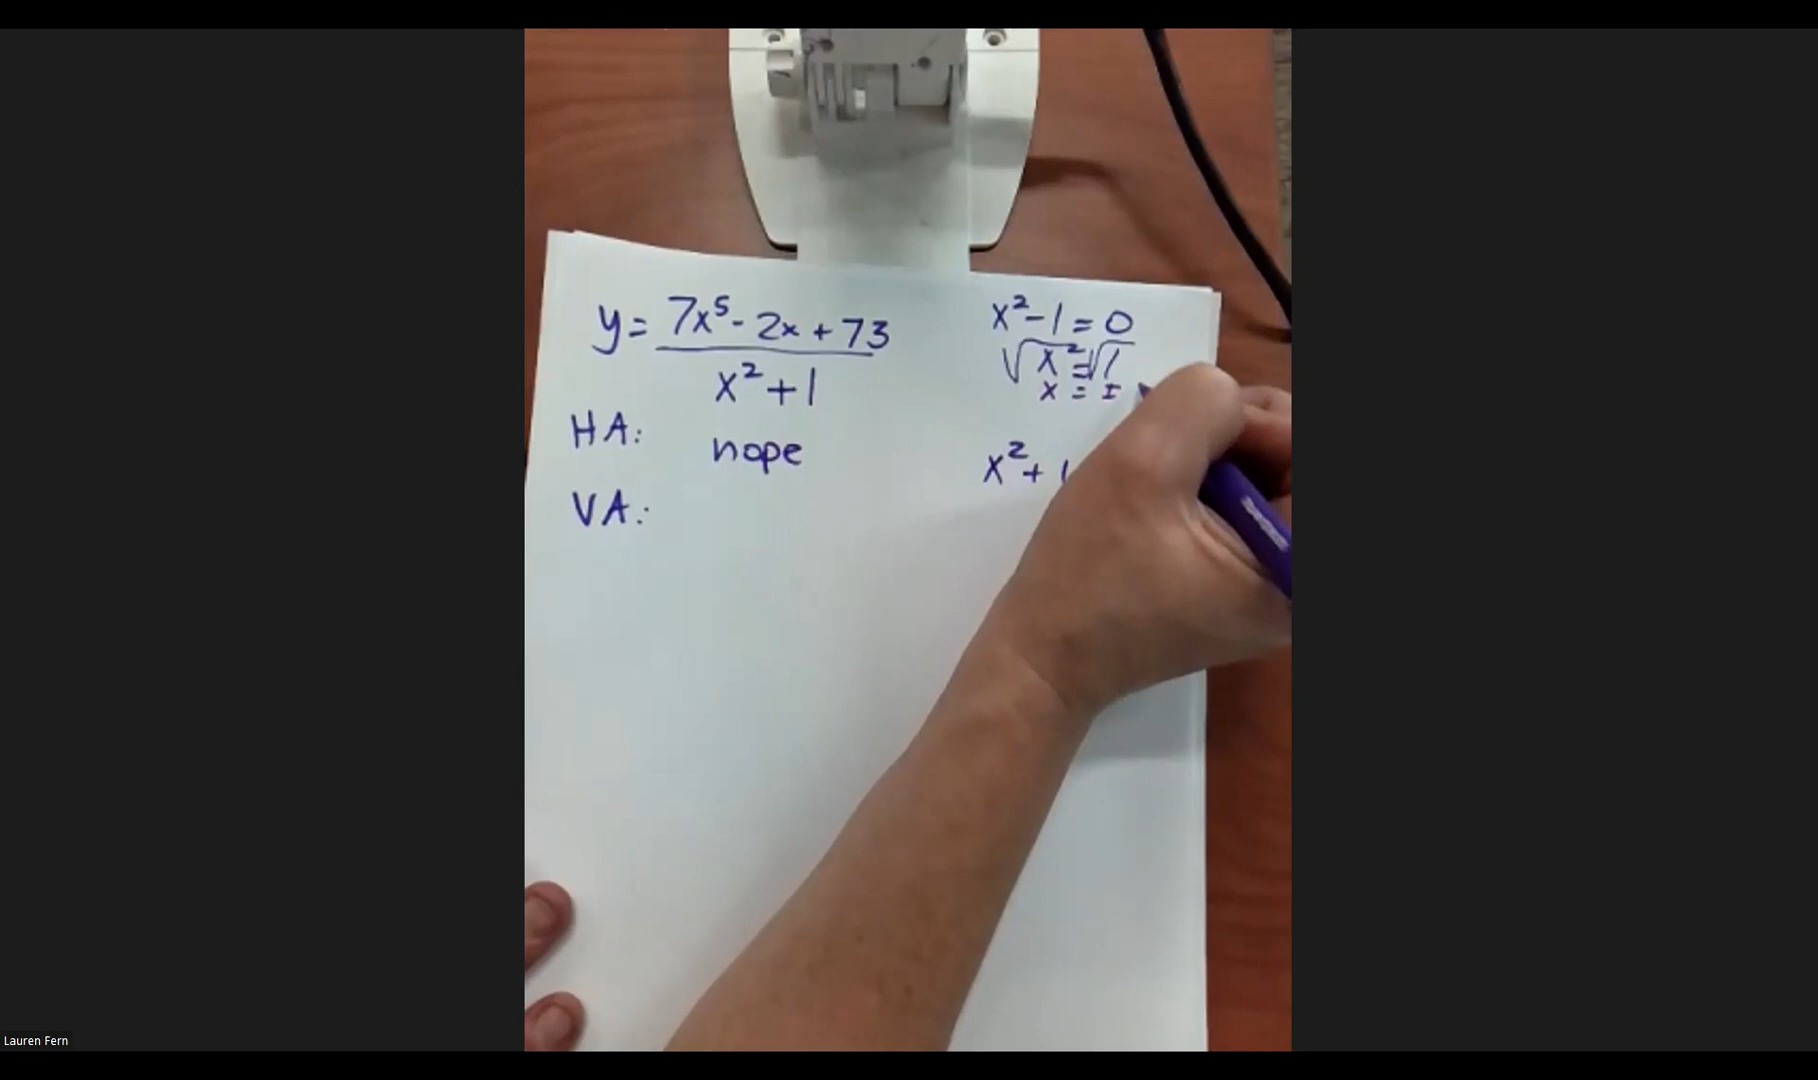 y = 7x⁵ - 2x + 73
x² + 1
HA: nope
VA:
x² - 1 = 0
√x² = √1
x = ±
x² + 1
Lauren Fern